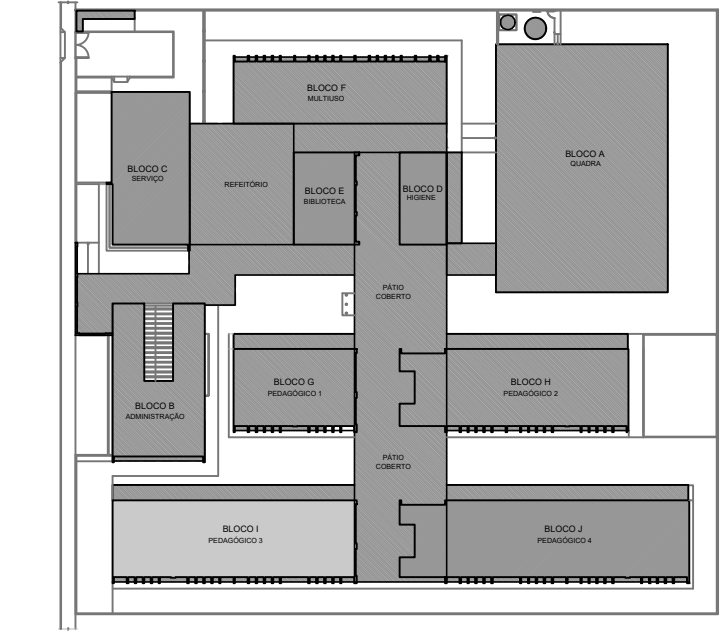 BLOCO F
MULTIUSO
BLOCO A
QUADRA
BLOCO C
SERVIÇO
REFEITÓRIO
BLOCO E
BIBLIOTECA
BLOCO D
HIGIENE
PÁTIO
COBERTO
BLOCO G
PEDAGÓGICO 1
BLOCO H
PEDAGÓGICO 2
BLOCO B
ADMINISTRAÇÃO
PÁTIO
COBERTO
BLOCO I
PEDAGÓGICO 3
BLOCO J
PEDAGÓGICO 4